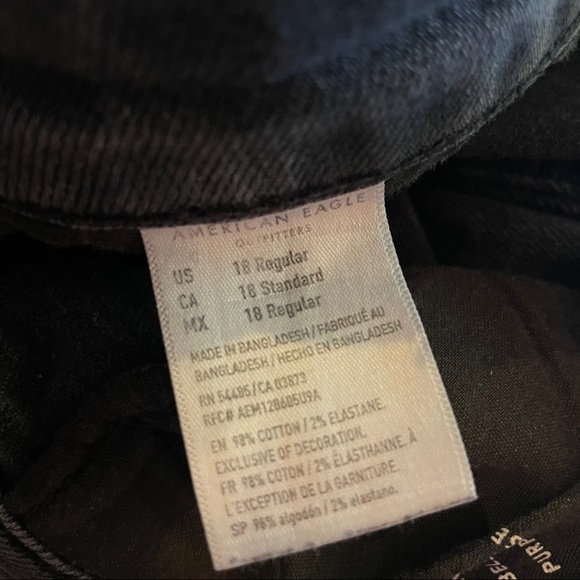 AMERICAN EAGLE
OUTFITTERS
US 18 Regular
CA 18 Standard
MX 18 Regular
MADE IN BANGLADESH / FABRIQUÉ AU
BANGLADESH / HECHO EN BANGLADESH
RN 54485/CA 03873
RFC# AEM128605U9A
EN 98% COTTON / 2% ELASTANE.
EXCLUSIVE OF DECORATION.
FR 98% COTON / 2% ÉLASTHANNE. À
L'EXCEPTION DE LA GARNITURE.
SP 98% algodón / 2% elastano.